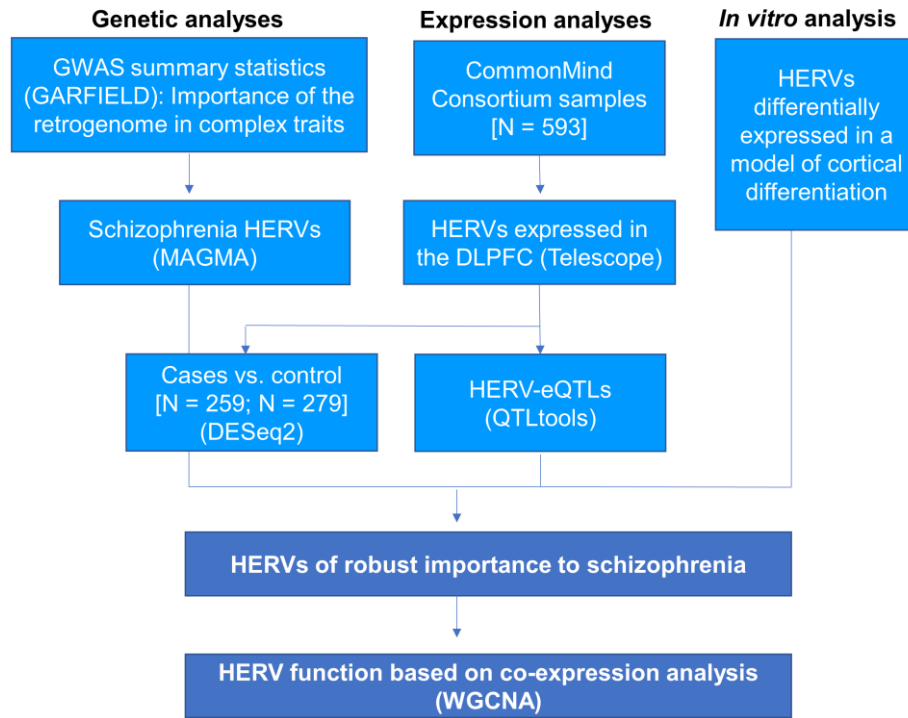 Genetic analyses
Expression analyses
In vitro analysis
GWAS summary statistics
(GARFIELD): Importance of the
retrogenome in complex traits
CommonMind
Consortium samples
[N = 593]
HERVs
differentially
expressed in a
model of cortical
differentiation
Schizophrenia HERVs
(MAGMA)
HERVs expressed in
the DLPFC (Telescope)
Cases vs. control
[N = 259; N = 279]
(DESeq2)
HERV-eQTLs
(QTLtools)
HERVs of robust importance to schizophrenia
HERV function based on co-expression analysis
(WGCNA)